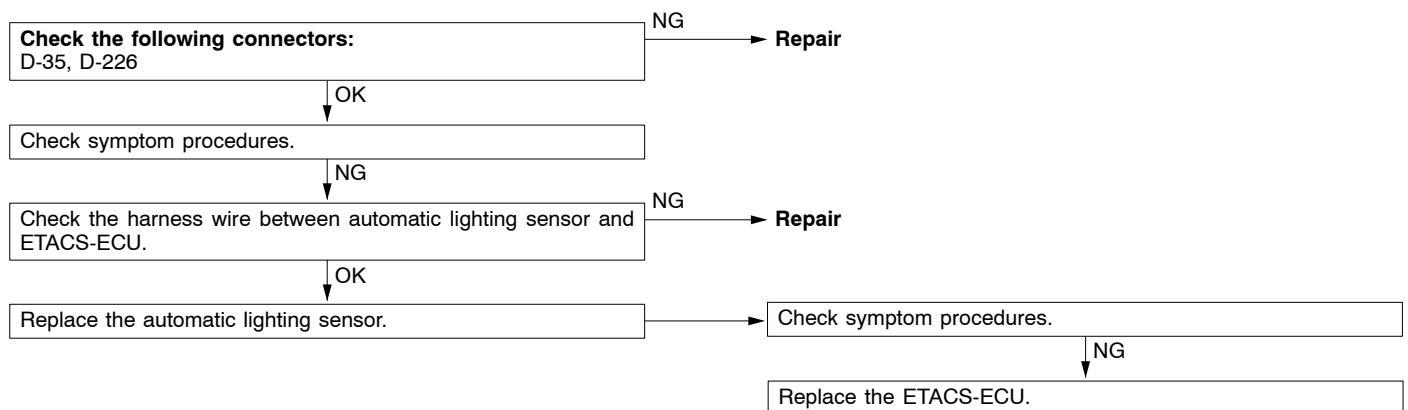 Check the following connectors:
D-35, D-226
NG
Repair
OK
Check symptom procedures.
NG
Check the harness wire between automatic lighting sensor and
ETACS-ECU.
NG
Repair
OK
Replace the automatic lighting sensor.
Check symptom procedures.
NG
Replace the ETACS-ECU.